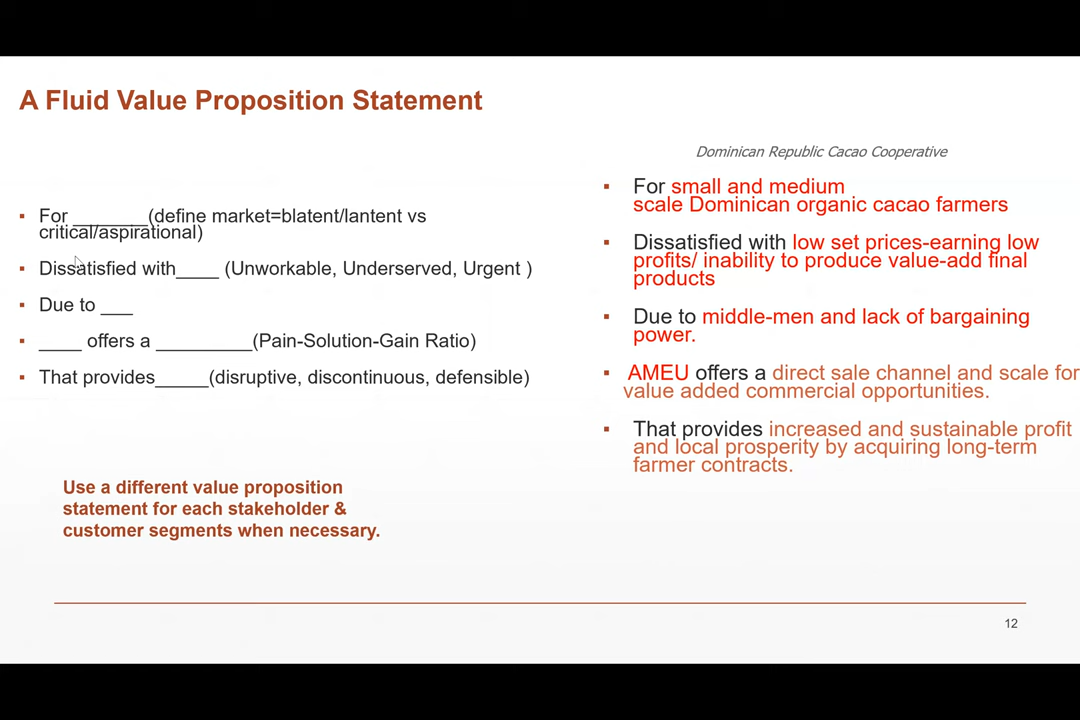 A Fluid Value Proposition Statement
Dominican Republic Cacao Cooperative
▪ For _______(define market=blatent/lantent vs
critical/aspirational)
▪ Dissatisfied with____ (Unworkable, Underserved, Urgent )
▪ Due to ___
▪ ____ offers a _________(Pain-Solution-Gain Ratio)
▪ That provides_____(disruptive, discontinuous, defensible)
Use a different value proposition
statement for each stakeholder &
customer segments when necessary.
▪ For small and medium
scale Dominican organic cacao farmers
▪ Dissatisfied with low set prices-earning low
profits/ inability to produce value-add final
products
▪ Due to middle-men and lack of bargaining
power.
▪ AMEU offers a direct sale channel and scale for
value added commercial opportunities.
▪ That provides increased and sustainable profit
and local prosperity by acquiring long-term
farmer contracts.
12